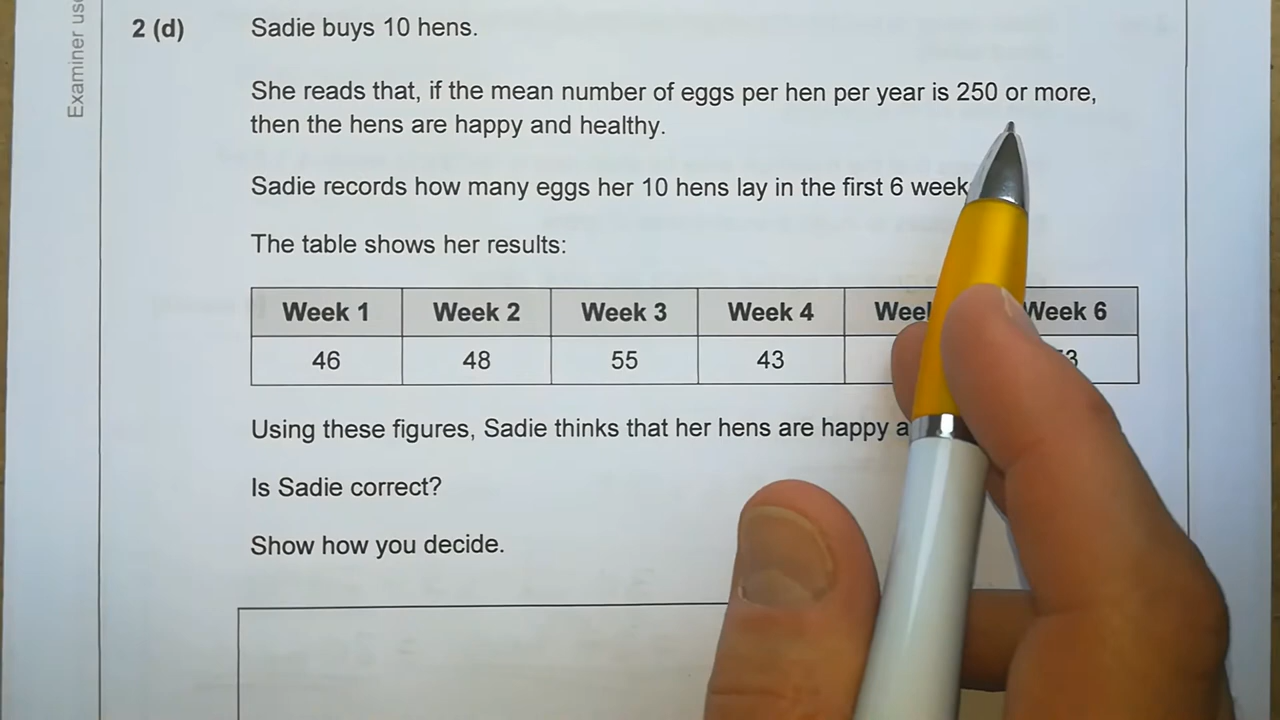 Examiner use
2 (d) Sadie buys 10 hens.
She reads that, if the mean number of eggs per hen per year is 250 or more,
then the hens are happy and healthy.
Sadie records how many eggs her 10 hens lay in the first 6 week
The table shows her results:
Week 1 Week 2 Week 3 Week 4 Week 6
46 48 55 43
Using these figures, Sadie thinks that her hens are happy
Is Sadie correct?
Show how you decide.